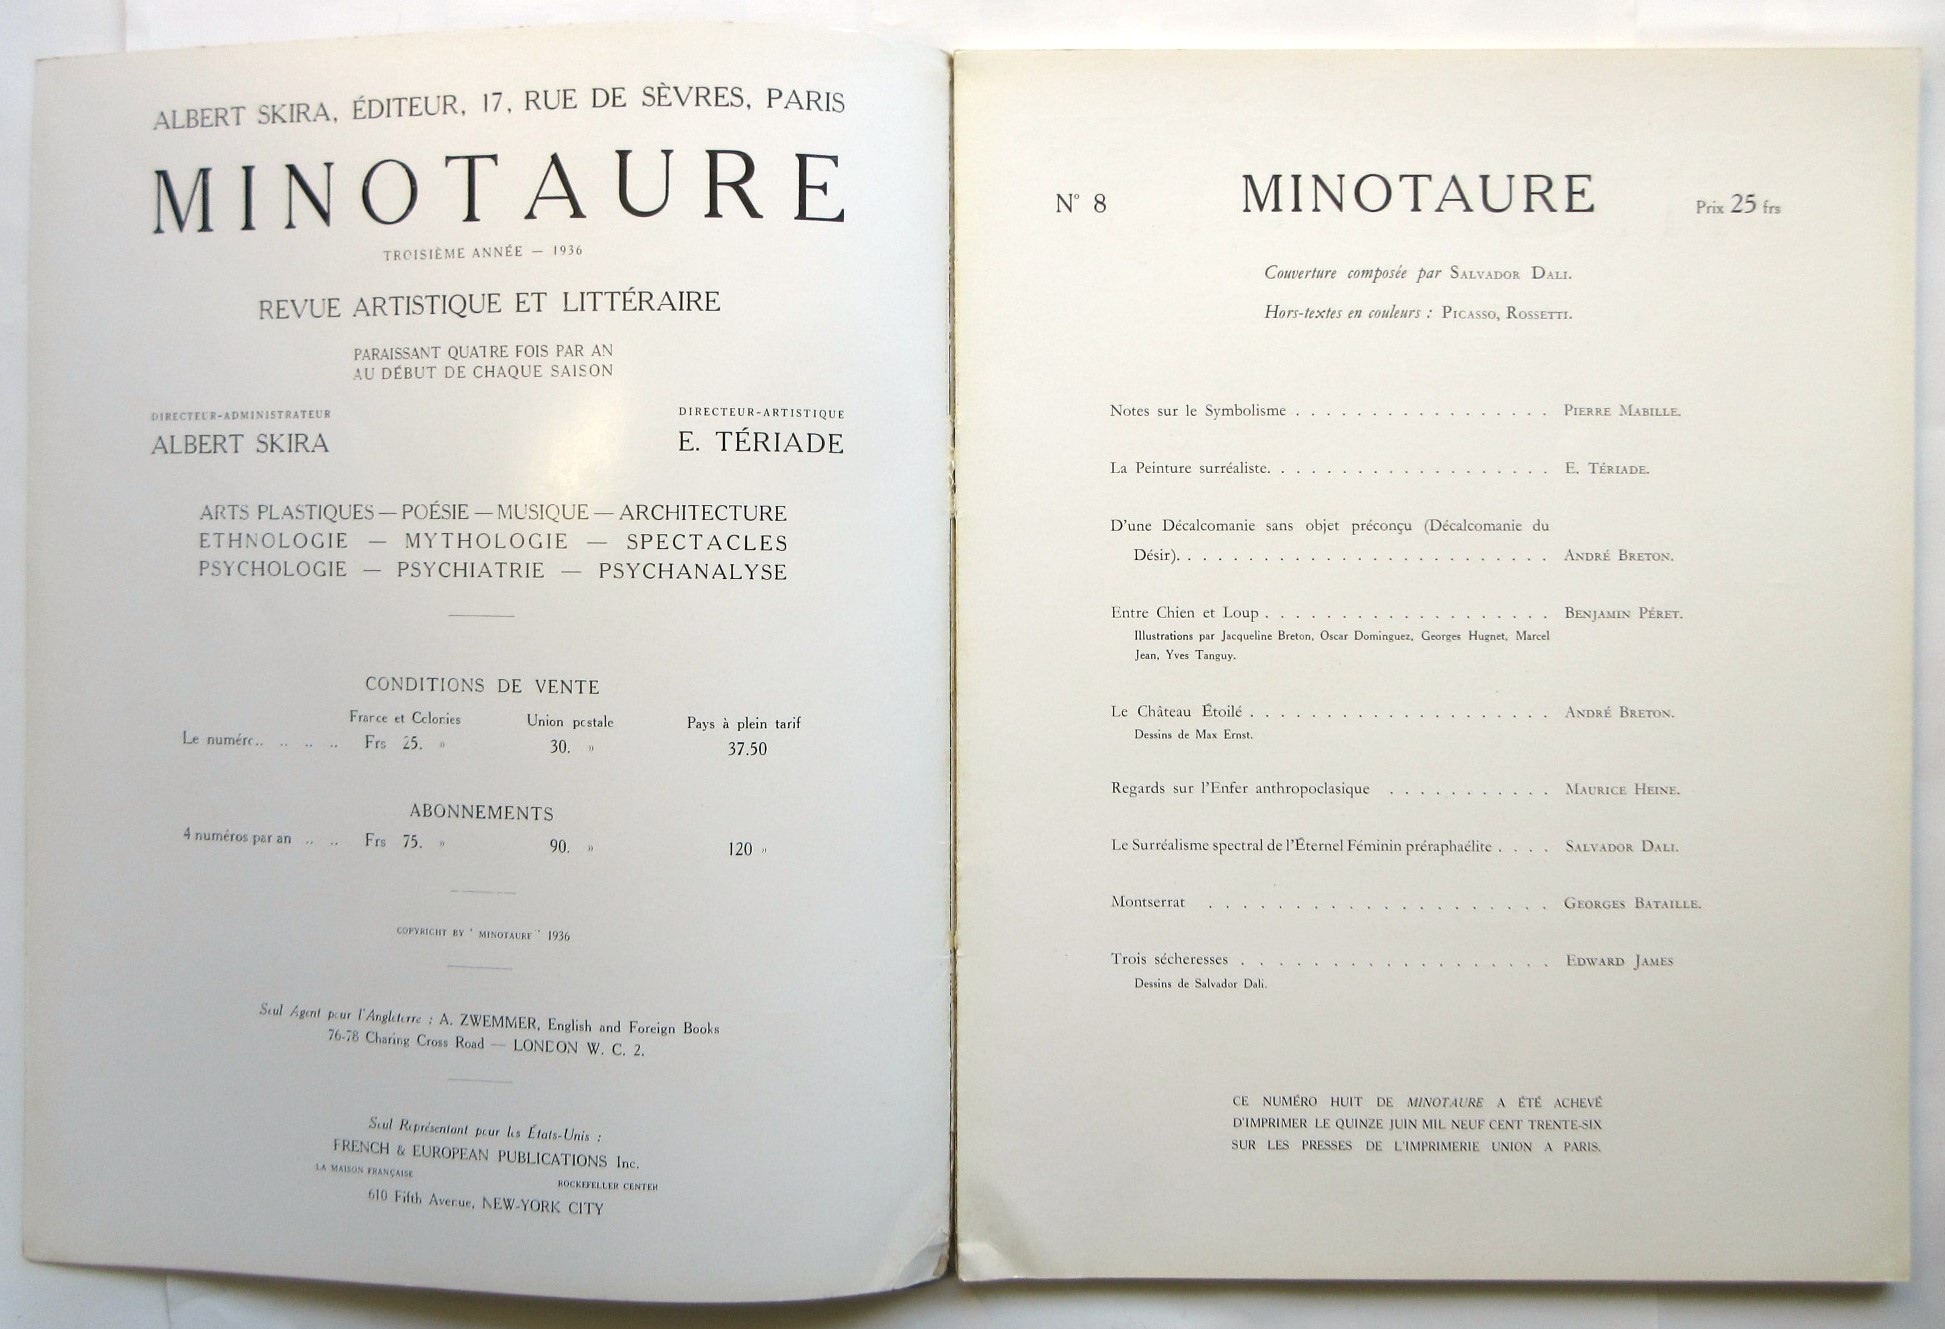 ALBERT SKIRA, ÉDITEUR, 17, RUE DE SÈVRES, PARIS
MINOTAURE
TROISIÈME ANNÉE — 1936
REVUE ARTISTIQUE ET LITTÉRAIRE
PARAISSANT QUATRE FOIS PAR AN
AU DÉBUT DE CHAQUE SAISON
DIRECTEUR-ADMINISTRATEUR DIRECTEUR-ARTISTIQUE
ALBERT SKIRA E. TÉRIADE
ARTS PLASTIQUES — POÉSIE — MUSIQUE — ARCHITECTURE
ETHNOLOGIE — MYTHOLOGIE — SPECTACLES
PSYCHOLOGIE — PSYCHIATRIE — PSYCHANALYSE
CONDITIONS DE VENTE
France et Colonies Union postale Pays à plein tarif
Le numéro.. .. .. .. Frs 25. » 30. » 37.50
ABONNEMENTS
4 numéros par an .. .. Frs 75. » 90. » 120 »
COPYRIGHT BY " MINOTAURE " 1936
Seul Agent pour l'Angleterre : A. ZWEMMER, English and Foreign Books
76-78 Charing Cross Road — LONDON W. C. 2.
Seul Représentant pour les États-Unis :
FRENCH & EUROPEAN PUBLICATIONS Inc.
LA MAISON FRANÇAISE ROCKEFELLER CENTER
610 Fifth Avenue, NEW-YORK CITY
N° 8 MINOTAURE Prix 25 frs
Couverture composée par SALVADOR DALI.
Hors-textes en couleurs : PICASSO, ROSSETTI.
Notes sur le Symbolisme . . . . . . . . . . . . . . . . PIERRE MABILLE.
La Peinture surréaliste. . . . . . . . . . . . . . . . . E. TÉRIADE.
D'une Décalcomanie sans objet préconçu (Décalcomanie du
Désir). . . . . . . . . . . . . . . . . . . . . . . ANDRÉ BRETON.
Entre Chien et Loup . . . . . . . . . . . . . . . . . . BENJAMIN PÉRET.
Illustrations par Jacqueline Breton, Oscar Dominguez, Georges Hugnet, Marcel
Jean, Yves Tanguy.
Le Château Étoilé . . . . . . . . . . . . . . . . . . . ANDRÉ BRETON.
Dessins de Max Ernst.
Regards sur l'Enfer anthropoclasique . . . . . . . . . . . MAURICE HEINE.
Le Surréalisme spectral de l'Éternel Féminin préraphaélite . . . . SALVADOR DALI.
Montserrat . . . . . . . . . . . . . . . . . . . . GEORGES BATAILLE.
Trois sécheresses . . . . . . . . . . . . . . . . . . EDWARD JAMES
Dessins de Salvador Dali.
CE NUMÉRO HUIT DE MINOTAURE A ÉTÉ ACHEVÉ
D'IMPRIMER LE QUINZE JUIN MIL NEUF CENT TRENTE-SIX
SUR LES PRESSES DE L'IMPRIMERIE UNION A PARIS.